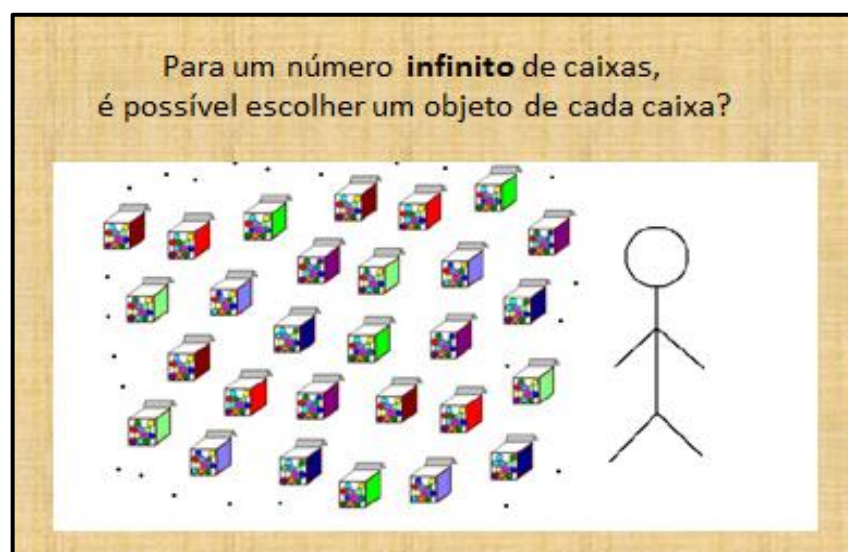 Para um número infinito de caixas,
é possível escolher um objeto de cada caixa?